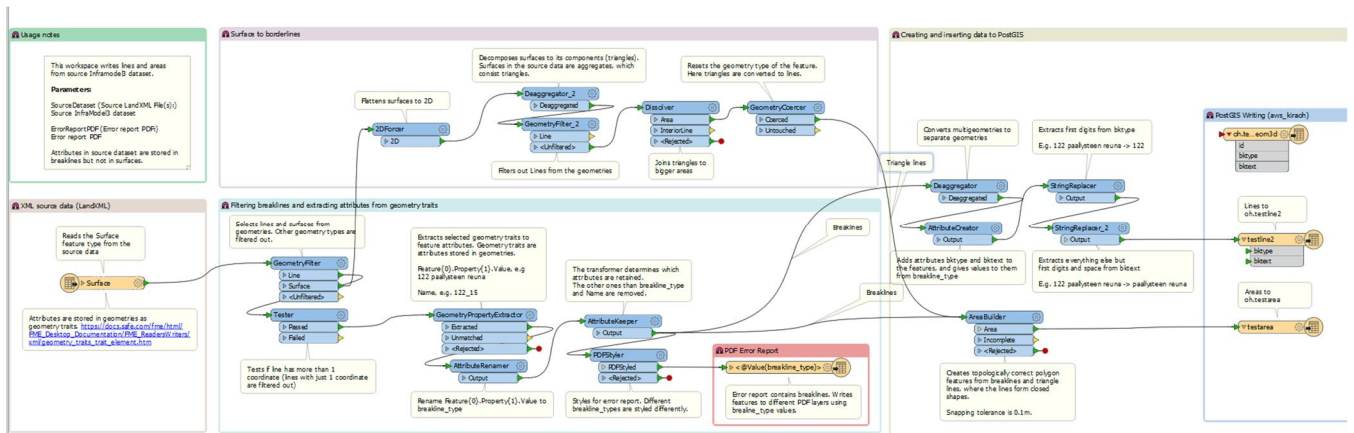 Usage notes
This workspace writes lines and areas
from source Inframodel3 dataset.
Parameters:
SourceDataset (Source LandXML File(s):)
Source InfraModel3 dataset
ErrorReportPDF(Error report PDF:)
Error report PDF
Attributes in source dataset are stored in
breaklines but not in surfaces.
XML source data (LandXML)
Reads the Surface
feature type from the
source data
Surface
Attributes are stored in geometries as
geometry traits. https://docs.safe.com/fme/html/
FME_Desktop_Documentation/FME_ReadersWriters/
xml/geometry_traits_trait_element.htm
Surface to borderlines
Flattens surfaces to 2D
2DForcer
2D
Decomposes surfaces to its components (triangles).
Surfaces in the source data are aggregates, which
consist triangles.
Deaggregator_2
Deaggregated
GeometryFilter_2
Line
<Unfiltered>
Filters out Lines from the geometries
Dissolver
Area
InteriorLine
<Rejected>
Joins triangles to
bigger areas
Resets the geometry type of the feature.
Here triangles are converted to lines.
GeometryCoercer
Coerced
Untouched
Filtering breaklines and extracting attributes from geometry traits
Selects lines and surfaces from
geometries. Other geometry types are
filtered out.
GeometryFilter
Line
Surface
<Unfiltered>
Tester
Passed
Failed
Tests if line has more than 1
coordinate (lines with just 1 coordinate
are filtered out)
Extracts selected geometry traits to
feature attributes. Geometry traits are
attributes stored in geometries.
Feature{0}.Property{1}.Value, e.g
122 paallysteen reuna
Name, e.g. 122_15
GeometryPropertyExtractor
Extracted
Unmatched
<Rejected>
AttributeRenamer
Output
Rename Feature{0}.Property{1}.Value to
breakline_type
The transformer determines which
attributes are retained.
The other ones than breakline_type
and Name are removed.
AttributeKeeper
Output
PDFStyler
PDFStyled
<Rejected>
Styles for error report. Different
breakline_types are styled differently.
PDF Error Report
<@Value(breakline_type)>
Error report contains breaklines. Writes
features to different PDF layers using
brealine_type values.
Breaklines
Breaklines
Triangle lines
Creating and inserting data to PostGIS
Converts multigeometries to
separate geometries
Deaggregator
Deaggregated
AttributeCreator
Output
Adds attributes bktype and bktext to
the features, and gives values to them
from breakline_type
Extracts first digits from bktype
E.g. 122 paallysteen reuna -> 122
StringReplacer
Output
StringReplacer_2
Output
Extracts everything else but
first digits and space from bktext
E.g. 122 paallysteen reuna -> paallysteen reuna
AreaBuilder
Area
Incomplete
<Rejected>
Creates topologically correct polygon
features from breaklines and triangle
lines, where the lines form closed
shapes.
Snapping tolerance is 0.1m.
PostGIS Writing (aws_kirach)
oh.te...eom3d
id
bktype
bktext
Lines to
oh.testline2
testline2
bktype
bktext
Areas to
oh.testarea
testarea